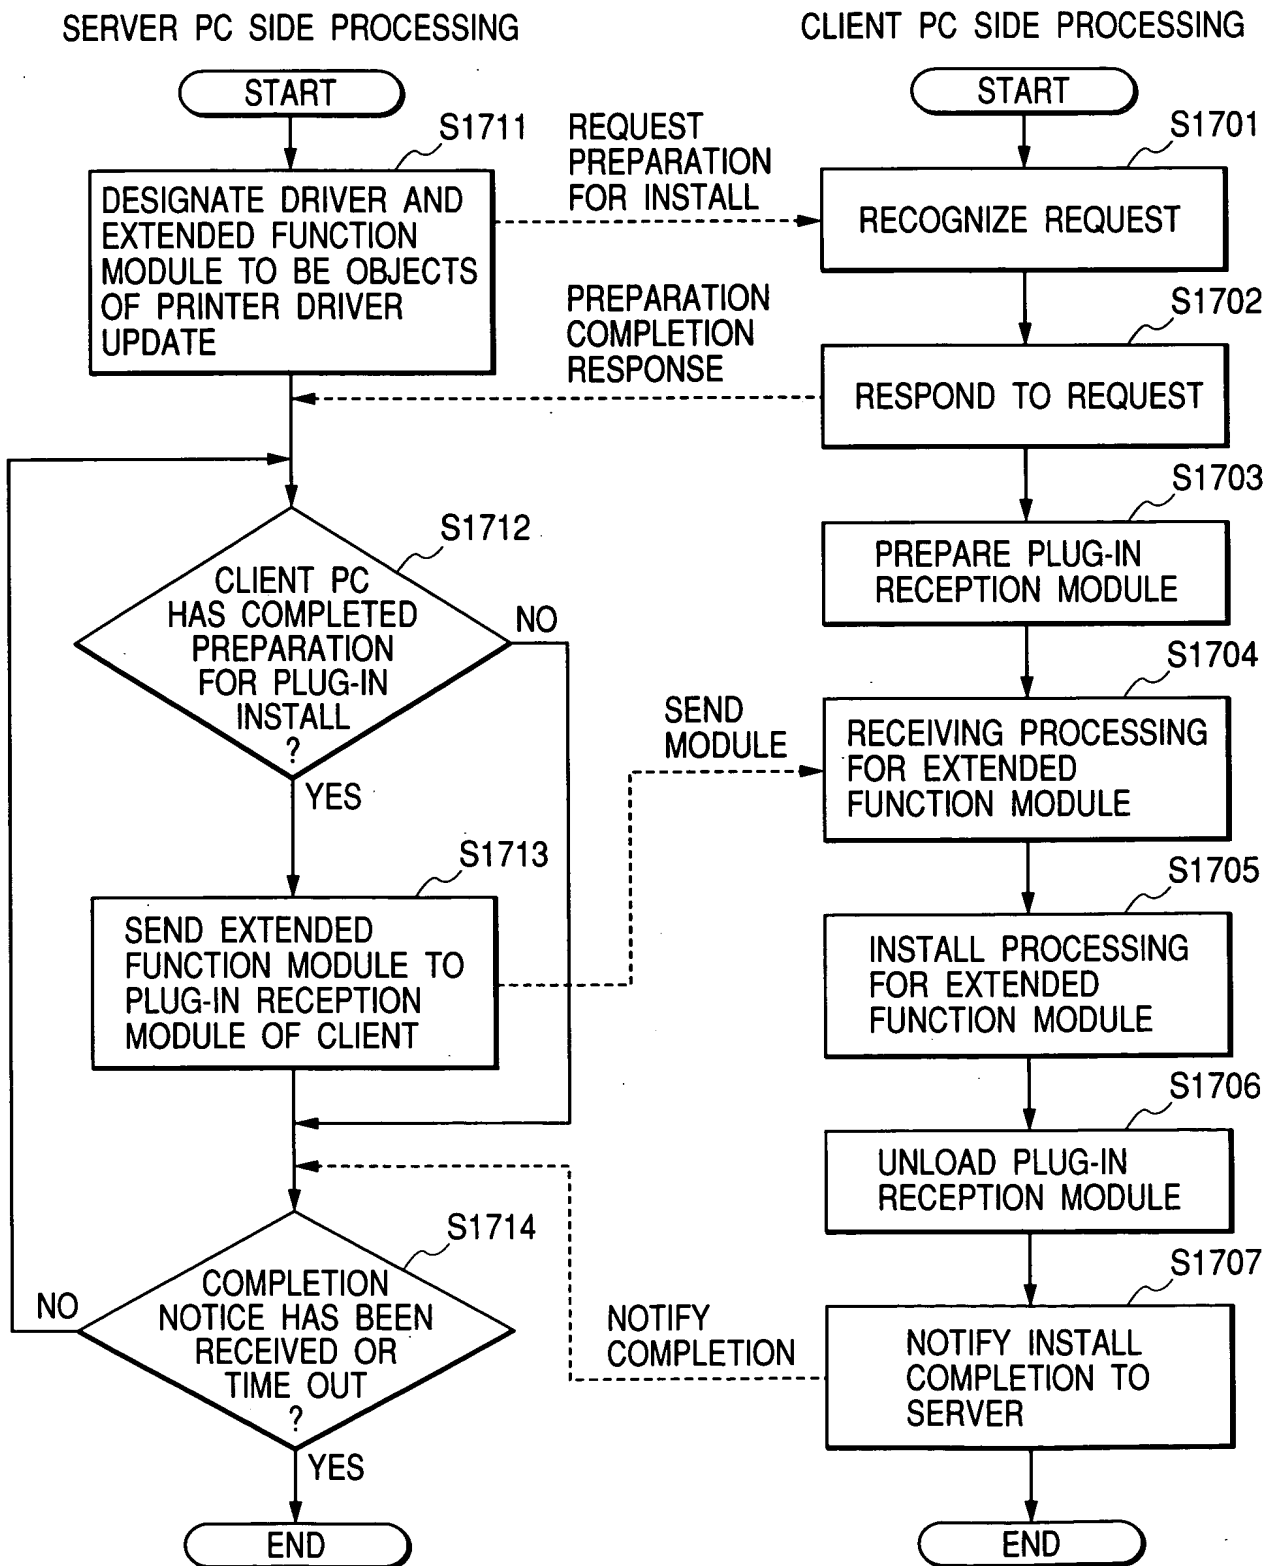 SERVER PC SIDE PROCESSING
START
S1711
DESIGNATE DRIVER AND
EXTENDED FUNCTION
MODULE TO BE OBJECTS
OF PRINTER DRIVER
UPDATE
REQUEST
PREPARATION
FOR INSTALL
PREPARATION
COMPLETION
RESPONSE
S1712
CLIENT PC
HAS COMPLETED
PREPARATION
FOR PLUG-IN
INSTALL
?
NO
YES
S1713
SEND EXTENDED
FUNCTION MODULE TO
PLUG-IN RECEPTION
MODULE OF CLIENT
SEND
MODULE
S1714
COMPLETION
NOTICE HAS BEEN
RECEIVED OR
TIME OUT
?
NO
YES
END
NOTIFY
COMPLETION
CLIENT PC SIDE PROCESSING
START
S1701
RECOGNIZE REQUEST
S1702
RESPOND TO REQUEST
S1703
PREPARE PLUG-IN
RECEPTION MODULE
S1704
RECEIVING PROCESSING
FOR EXTENDED
FUNCTION MODULE
S1705
INSTALL PROCESSING
FOR EXTENDED
FUNCTION MODULE
S1706
UNLOAD PLUG-IN
RECEPTION MODULE
S1707
NOTIFY INSTALL
COMPLETION TO
SERVER
END